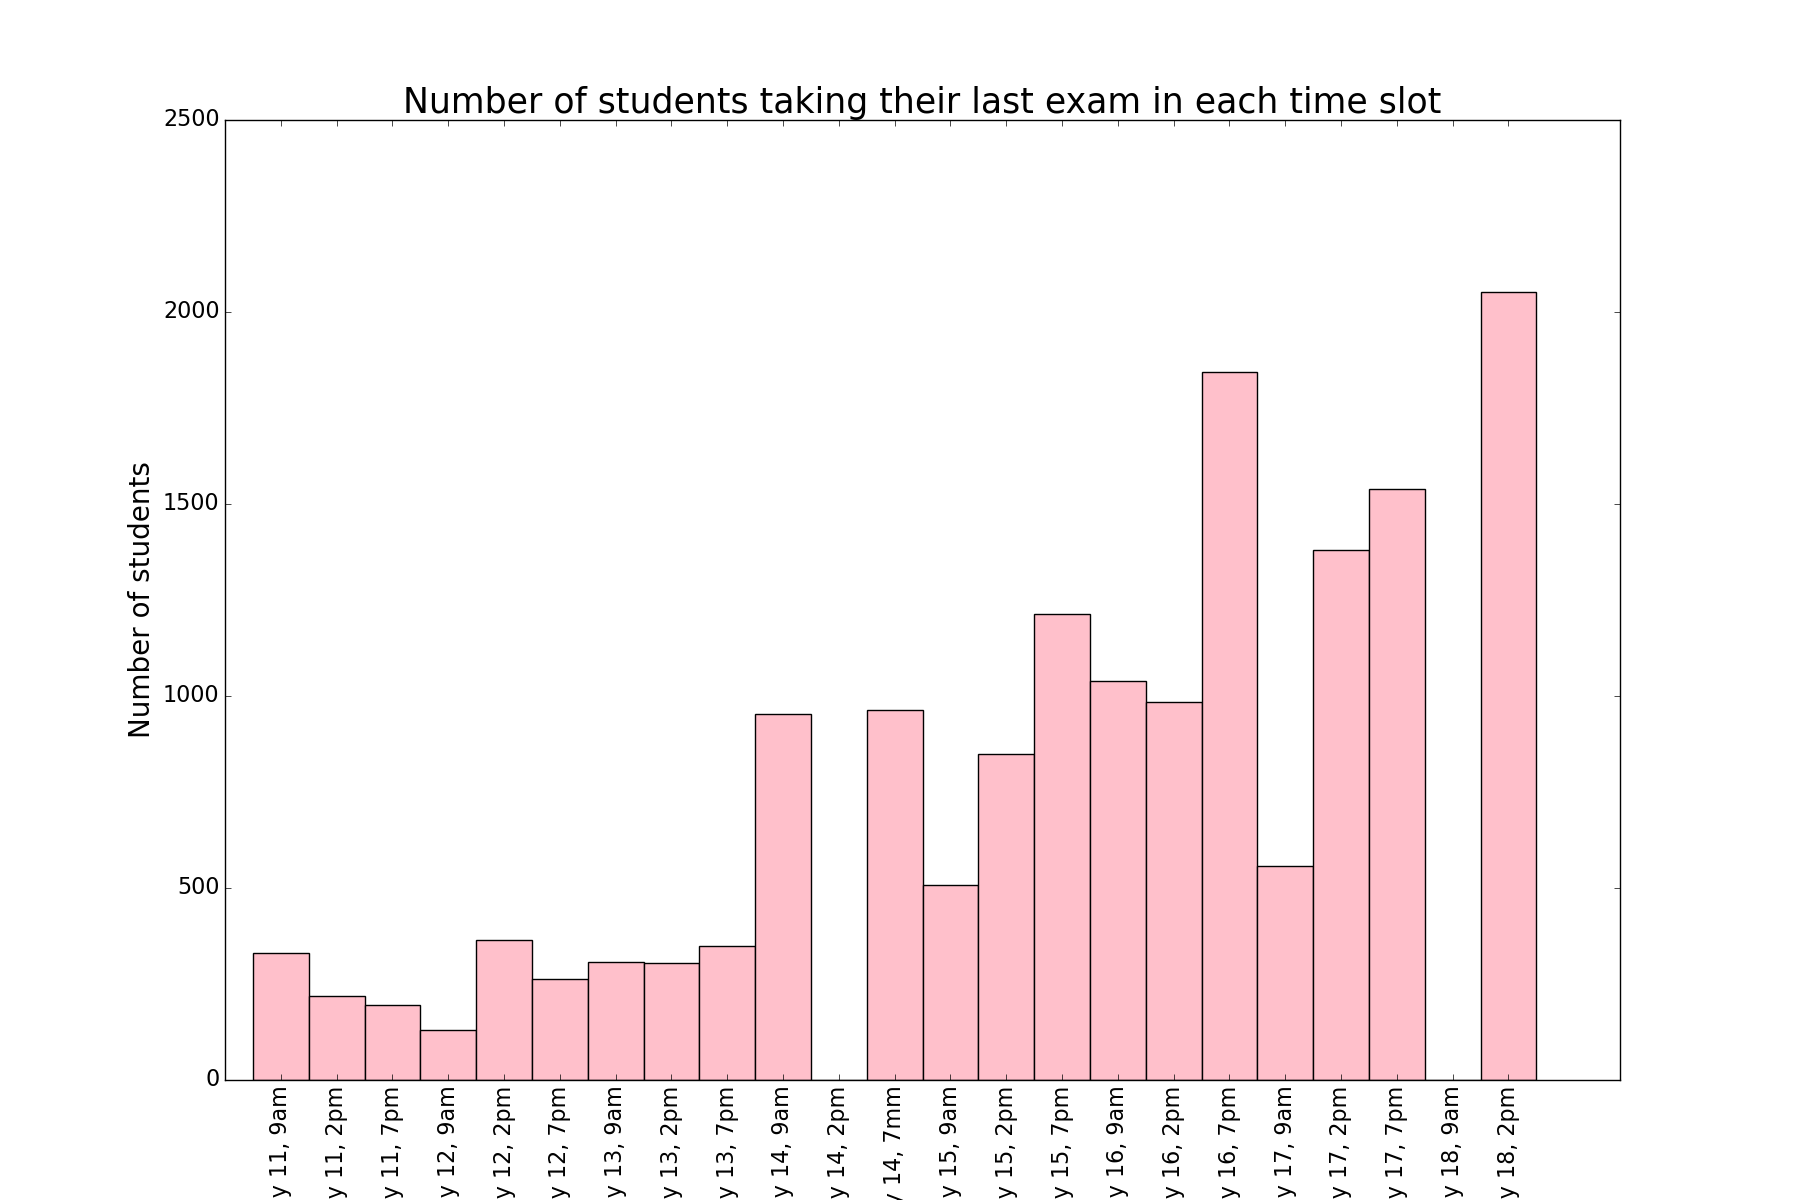 Number of students taking their last exam in each time slot
Number of students
2500
2000
1500
1000
500
0
y 11, 9am
y 11, 2pm
y 11, 7pm
y 12, 9am
y 12, 2pm
y 12, 7pm
y 13, 9am
y 13, 2pm
y 13, 7pm
y 14, 9am
y 14, 2pm
y 14, 7mm
y 15, 9am
y 15, 2pm
y 15, 7pm
y 16, 9am
y 16, 2pm
y 16, 7pm
y 17, 9am
y 17, 2pm
y 17, 7pm
y 18, 9am
y 18, 2pm